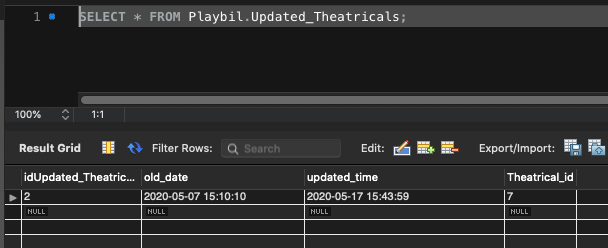 1 SELECT * FROM Playbil.Updated_Theatricals;
100% 1:1
Result Grid Filter Rows: Search Edit: Export/Import:
idUpdated_Theatric... old_date updated_time Theatrical_id
2 2020-05-07 15:10:10 2020-05-17 15:43:59 7
NULL NULL NULL NULL